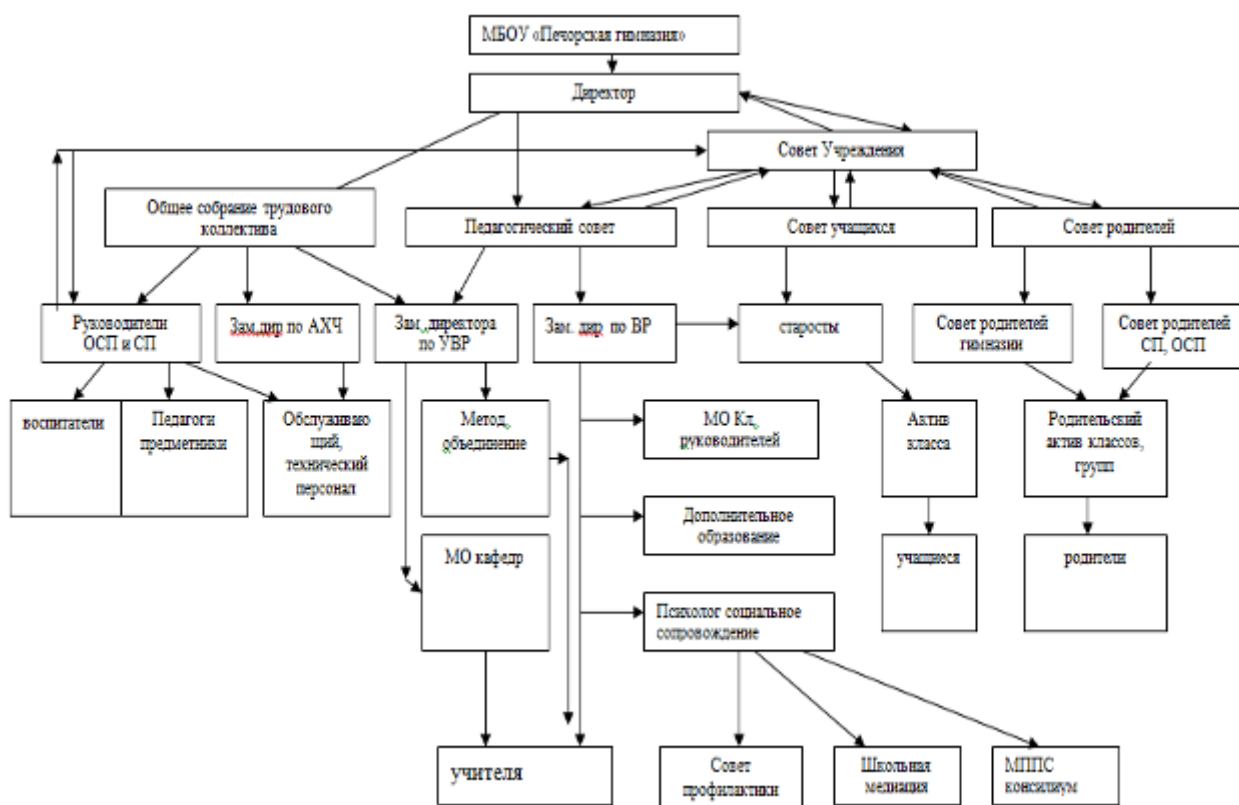 МБОУ «Печорская гимназия»
Директор
Совет Учреждения
Общее собрание трудового
коллектива
Педагогический совет
Совет учащихся
Совет родителей
Руководители
ОСП и СП
Зам.дир по АХЧ
Зам. директора
по УВР
Зам. дир по ВР
старосты
Совет родителей
гимназии
Совет родителей
СП, ОСП
воспитатели
Педагоги
предметники
Обслуживаю
щий,
технический
персонал
Метод.
объединение
МО Кл.
руководителей
Актив
класса
Родительский
актив классов,
групп
Дополнительное
образование
МО кафедр
учащиеся
родители
Психолог социальное
сопровождение
учителя
Совет
профилактики
Школьная
медиация
МППС
консилиум